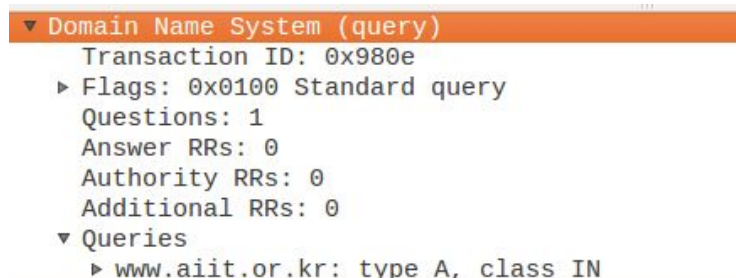 Domain Name System (query)
Transaction ID: 0x980e
Flags: 0x0100 Standard query
Questions: 1
Answer RRs: 0
Authority RRs: 0
Additional RRs: 0
Queries
www.aiit.or.kr: type A, class IN